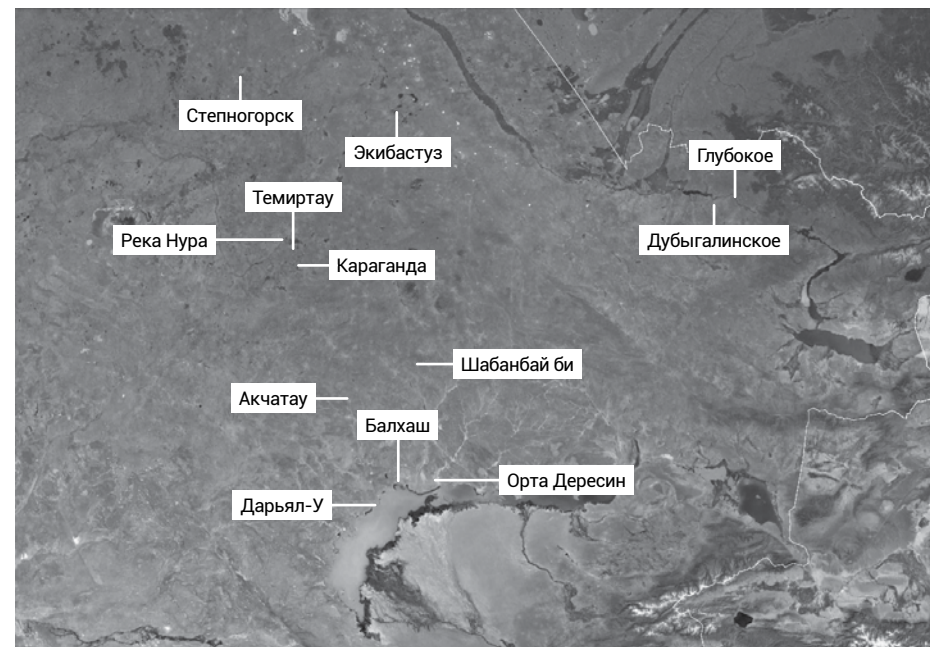 Степногорск
Экибастуз
Глубокое
Темиртау
Река Нура
Дубыгалинское
Караганда
Шабанбай би
Акчатау
Балхаш
Орта Дересин
Дарьял-У